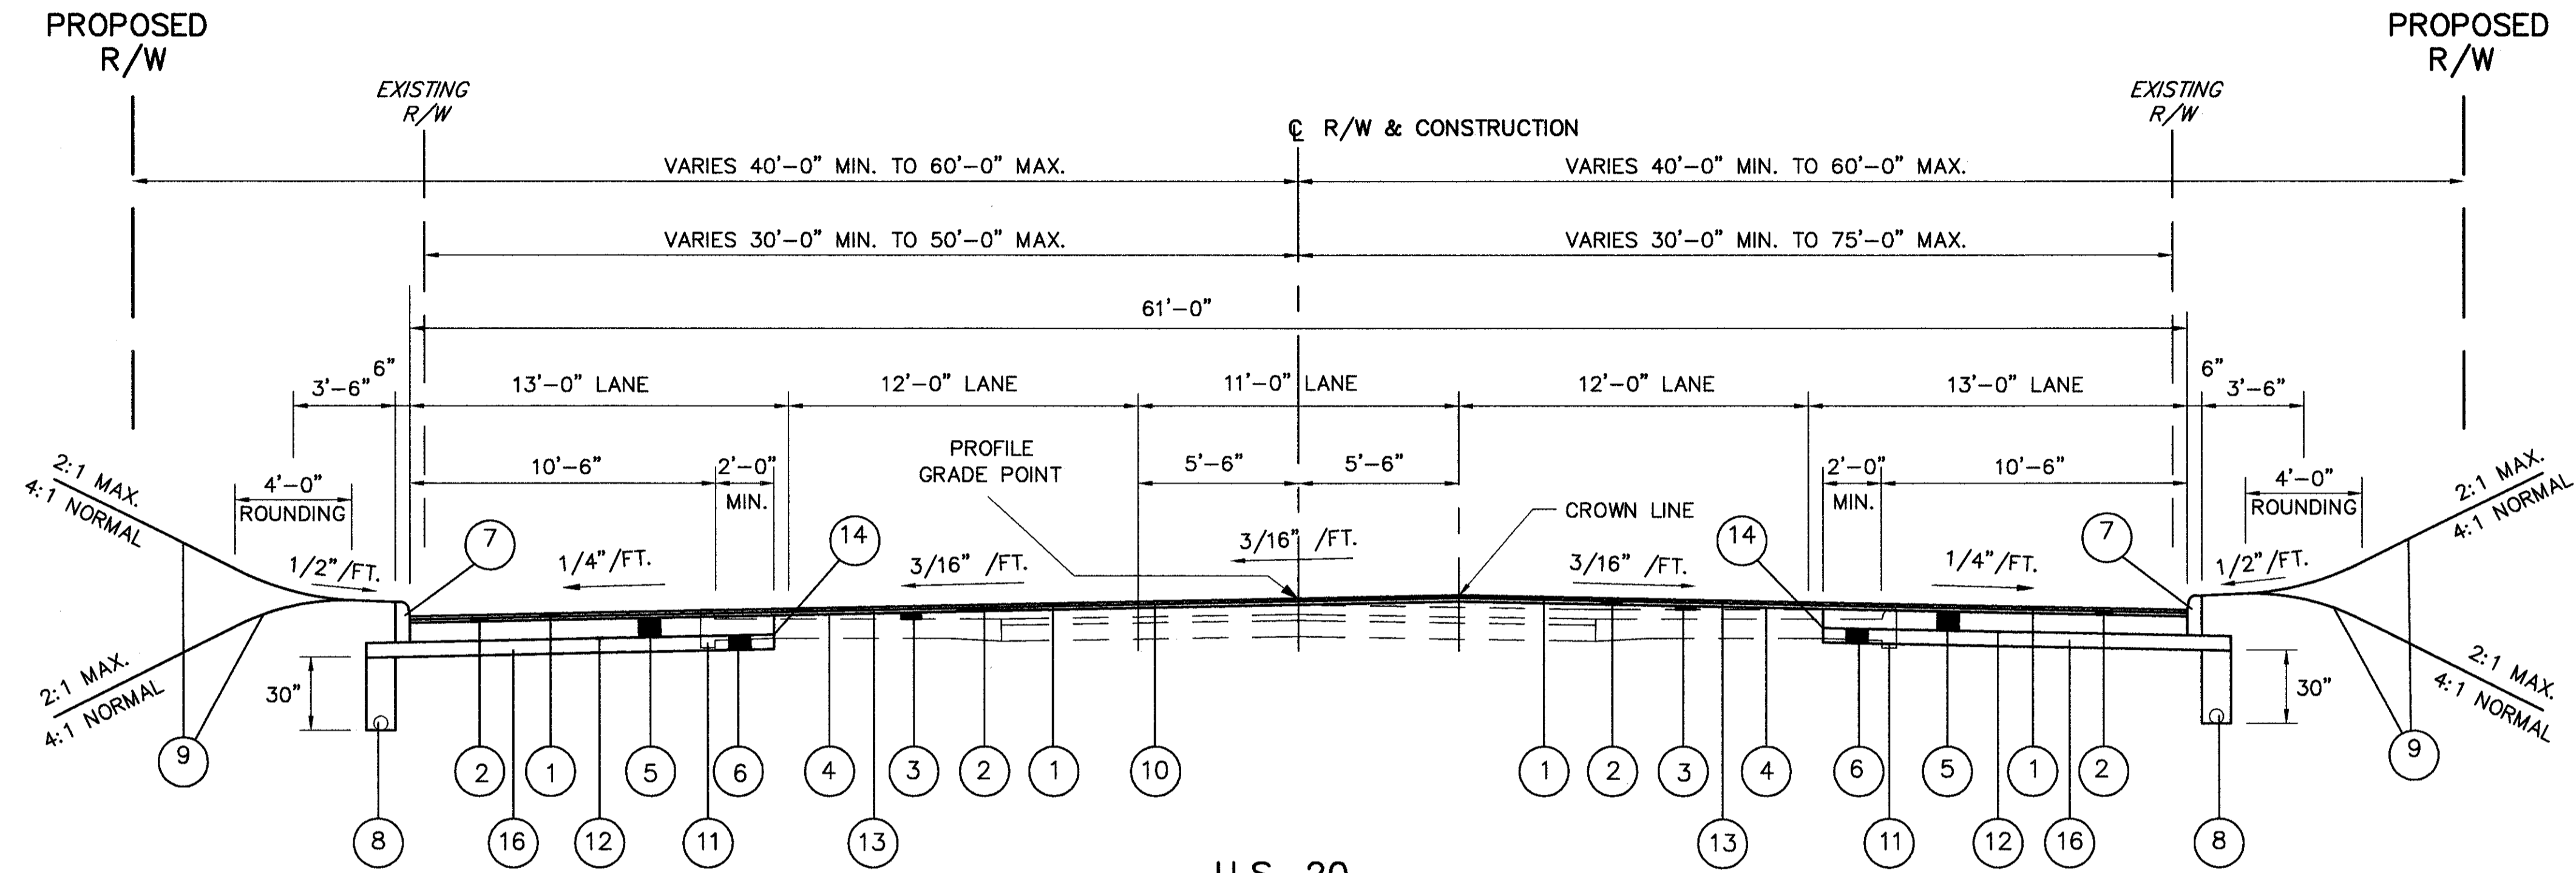 PROPOSED
R/W
PROPOSED
R/W
EXISTING
R/W
EXISTING
R/W
℄ R/W & CONSTRUCTION
VARIES 40'-0" MIN. TO 60'-0" MAX.
VARIES 40'-0" MIN. TO 60'-0" MAX.
VARIES 30'-0" MIN. TO 50'-0" MAX.
VARIES 30'-0" MIN. TO 75'-0" MAX.
61'-0"
3'-6"
6"
13'-0" LANE
12'-0" LANE
11'-0" LANE
12'-0" LANE
13'-0" LANE
6"
3'-6"
2:1 MAX.
4:1 NORMAL
4'-0"
ROUNDING
10'-6"
2'-0"
MIN.
PROFILE
GRADE POINT
5'-6"
5'-6"
CROWN LINE
2'-0"
MIN.
10'-6"
4'-0"
ROUNDING
2:1 MAX.
4:1 NORMAL
1/2"/FT.
7
1/4"/FT.
14
3/16" /FT.
3/16" /FT.
3/16" /FT.
14
1/4"/FT.
7
1/2"/FT.
2:1 MAX.
4:1 NORMAL
30"
30"
2:1 MAX.
4:1 NORMAL
9
2
1
5
6
4
3
2
1
10
1
2
3
4
6
5
1
2
9
8
16
12
11
13
13
11
12
16
8
U.S. 20